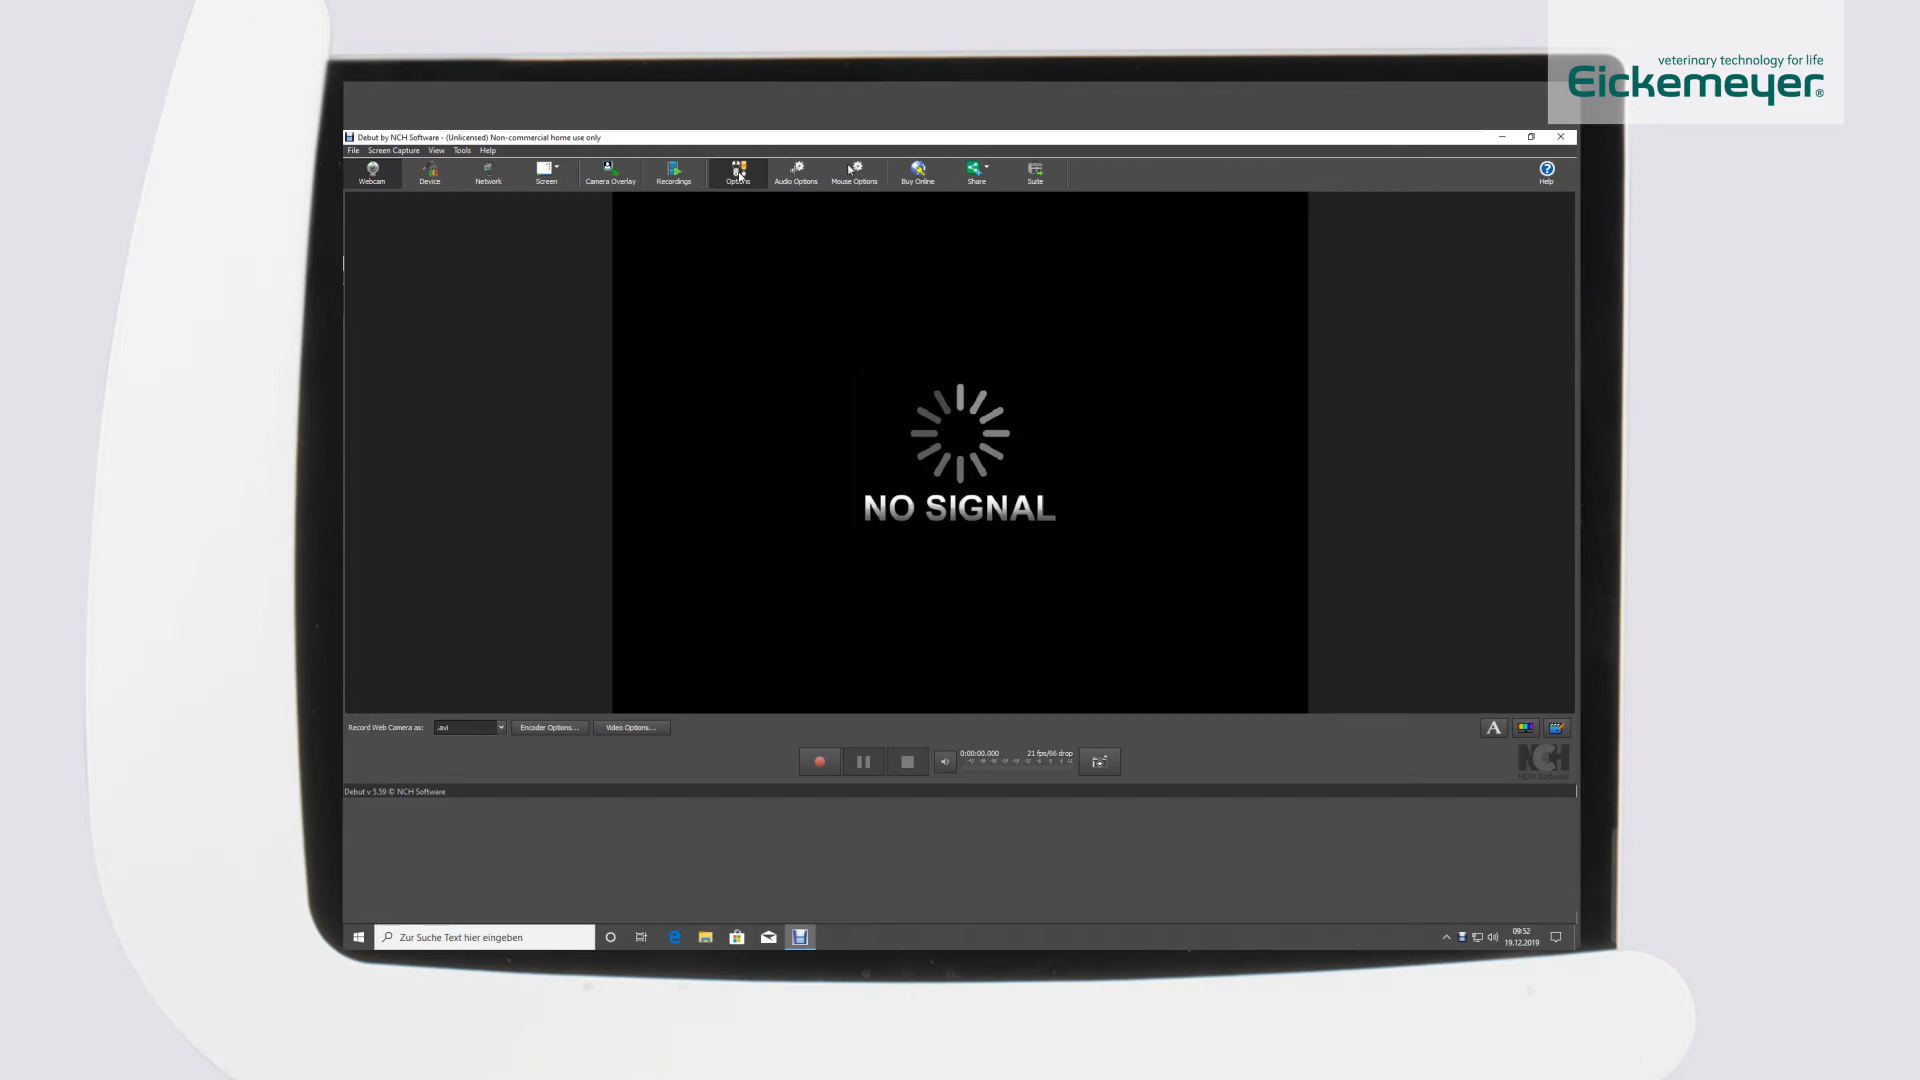 veterinary technology for life
Eickemeyer®
Debut by NCH Software - (Unlicensed) Non-commercial home use only
File Screen Capture View Tools Help
Webcam Device Network Screen Camera Overlay Recordings Options Audio Options Mouse Options Buy Online Share Suite Help
NO SIGNAL
Record Web Camera as: .avi Encoder Options... Video Options... A
0:00:00.000 21 fps/66 drop
NCH
NCH Software
Debut v 5.59 © NCH Software
Zur Suche Text hier eingeben
09:52
19.12.2019